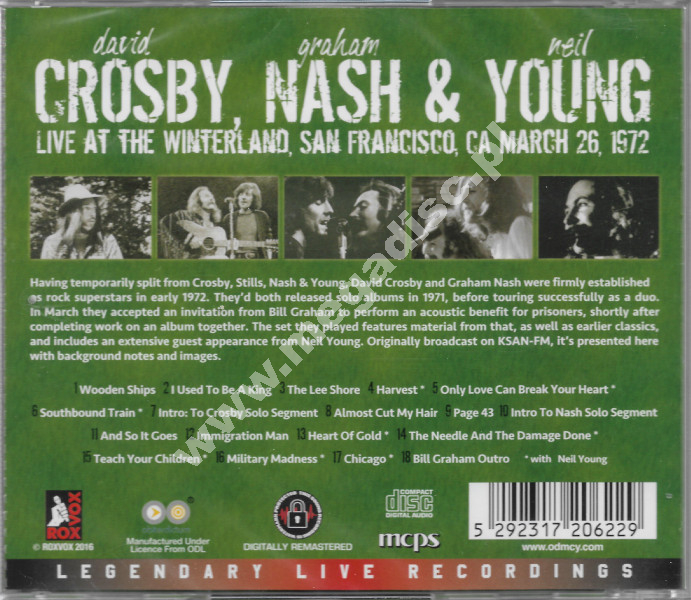 david graham neil
CROSBY, NASH & YOUNG
LIVE AT THE WINTERLAND, SAN FRANCISCO, CA MARCH 26, 1972
Having temporarily split from Crosby, Stills, Nash & Young, David Crosby and Graham Nash were firmly established
as rock superstars in early 1972. They'd both released solo albums in 1971, before touring successfully as a duo.
In March they accepted an invitation from Bill Graham to perform an acoustic benefit for prisoners, shortly after
completing work on an album together. The set they played features material from that, as well as earlier classics,
and includes an extensive guest appearance from Neil Young. Originally broadcast on KSAN-FM, it's presented here
with background notes and images.
1 Wooden Ships 2 I Used To Be A King 3 The Lee Shore 4 Harvest * 5 Only Love Can Break Your Heart *
6 Southbound Train * 7 Intro: To Crosby Solo Segment 8 Almost Cut My Hair 9 Page 43 10 Intro To Nash Solo Segment
11 And So It Goes 12 Immigration Man 13 Heart Of Gold * 14 The Needle And The Damage Done *
15 Teach Your Children 16 Military Madness * 17 Chicago * 18 Bill Graham Outro * with Neil Young
www.megadisc.pl
ROXVOX
© ROXVOX 2016
Manufactured Under
Licence From ODL
DIGITALLY REMASTERED
mcps
COMPACT
disc
DIGITAL AUDIO
5 292317 206229
www.odmcy.com
LEGENDARY LIVE RECORDINGS